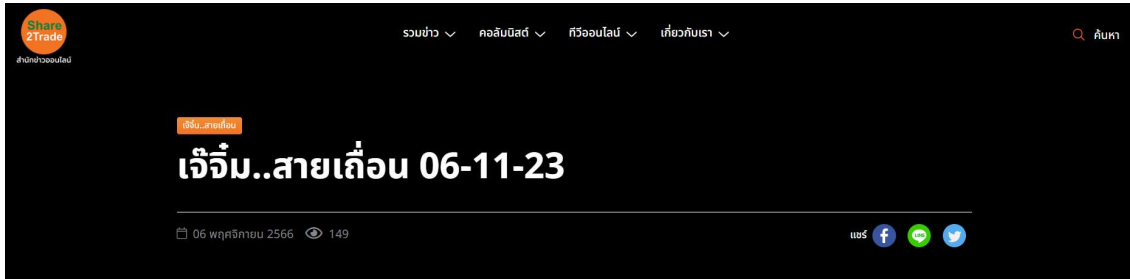 Share
2Trade
สำนักข่าวออนไลน์
รวมข่าว คอลัมนิสต์ ทีวีออนไลน์ เกี่ยวกับเรา
ค้นหา
เจ๊จิ๋ม..สายเถื่อน
เจ๊จิ๋ม..สายเถื่อน 06-11-23
06 พฤศจิกายน 2566 149
แชร์
LINE